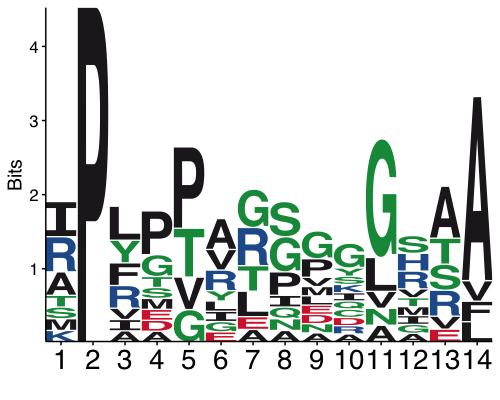 Bits
4
3
2
1
I R A T S M K
P
L Y F R V I A
P G T S M E D A
P T V G
A V R Y L I G E
G R T L E A
S G P I Q N A
G P V M L E D N A
G Y S K I Q D R A
G L V N A
S H R T M I G A
A T S R V E
A V F L
1 2 3 4 5 6 7 8 9 10 11 12 13 14